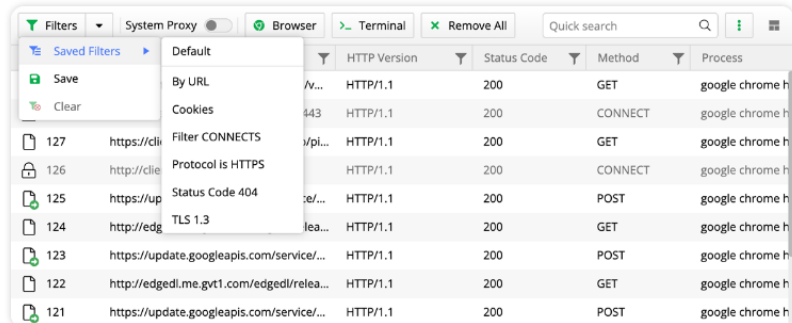 Filters System Proxy Browser >_ Terminal Remove All Quick search
Saved Filters Default HTTP Version Status Code Method Process
Save By URL /v... HTTP/1.1 200 GET google chrome h
Clear Cookies 443 HTTP/1.1 200 CONNECT google chrome h
127 https://cli Filter CONNECTS /pi... HTTP/1.1 200 GET google chrome h
126 http://clie Protocol is HTTPS HTTP/1.1 200 CONNECT google chrome h
125 https://up Status Code 404 ce/... HTTP/1.1 200 POST google chrome h
124 http://edg TLS 1.3 lea... HTTP/1.1 200 GET google chrome h
123 https://update.googleapis.com/service/... HTTP/1.1 200 POST google chrome h
122 http://edgedl.me.gvt1.com/edgedl/relea... HTTP/1.1 200 GET google chrome h
121 https://update.googleapis.com/service/... HTTP/1.1 200 POST google chrome h